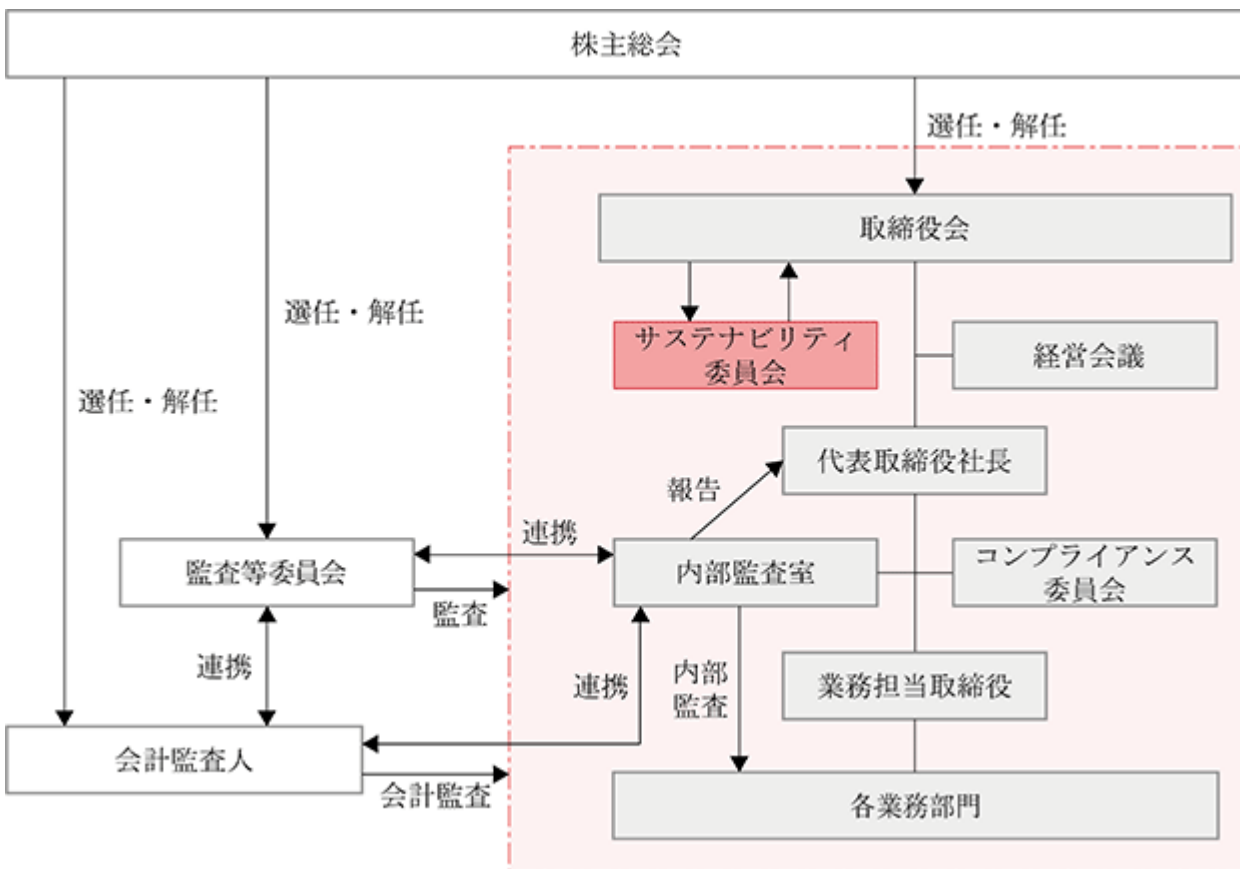 株主総会
選任・解任
取締役会
選任・解任
サステナビリティ
委員会
経営会議
選任・解任
代表取締役社長
報告
連携
監査等委員会
内部監査室
コンプライアンス
委員会
監査
連携
連携
内部
監査
業務担当取締役
会計監査人
会計監査
各業務部門